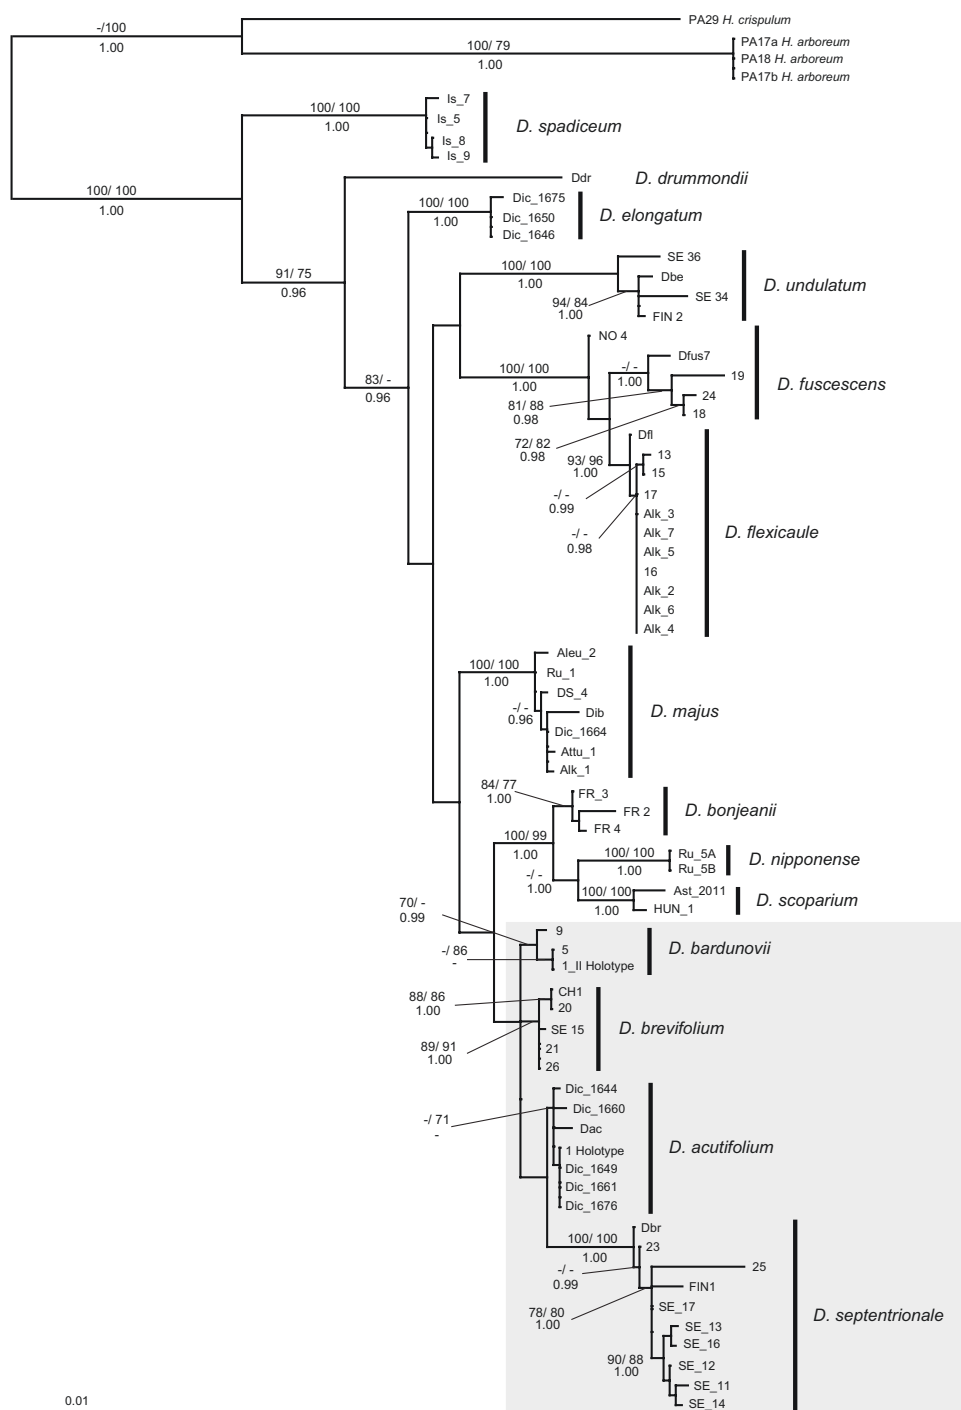 PA29 H. crispulum
-/100
1.00
PA17a H. arboreum
100/ 79
PA18 H. arboreum
1.00
PA17b H. arboreum
Is_7
100/ 100
Is_5
1.00
D. spadiceum
Is_8
Is_9
Ddr
D. drummondii
100/ 100
1.00
Dic_1675
100/ 100
Dic_1650
1.00
D. elongatum
Dic_1646
SE 36
100/ 100
1.00
91/ 75
0.96
Dbe
D. undulatum
SE 34
94/ 84
1.00
FIN 2
NO 4
Dfus7
-/ -
1.00
100/ 100
1.00
19
D. fuscescens
83/ -
0.96
24
81/ 88
0.98
18
72/ 82
0.98
Dfl
13
93/ 96
1.00
15
-/ -
0.99
17
Alk_3
Alk_7
D. flexicaule
-/ -
0.98
Alk_5
16
Alk_2
Alk_6
Alk_4
Aleu_2
100/ 100
1.00
Ru_1
DS_4
-/ -
0.96
Dib
D. majus
Dic_1664
Attu_1
Alk_1
84/ 77
1.00
FR_3
FR 2
D. bonjeanii
FR 4
100/ 99
1.00
Ru_5A
100/ 100
1.00
D. nipponense
Ru_5B
-/ -
1.00
Ast_2011
100/ 100
1.00
D. scoparium
HUN_1
70/ -
0.99
9
-/ 86
-
5
D. bardunovii
1_II Holotype
88/ 86
1.00
CH1
20
SE 15
D. brevifolium
89/ 91
1.00
21
26
Dic_1644
Dic_1660
-/ 71
-
Dac
1 Holotype
D. acutifolium
Dic_1649
Dic_1661
Dic_1676
Dbr
100/ 100
1.00
23
-/ -
0.99
25
FIN1
78/ 80
1.00
SE_17
D. septentrionale
SE_13
SE_16
90/ 88
1.00
SE_12
SE_11
SE_14
0.01